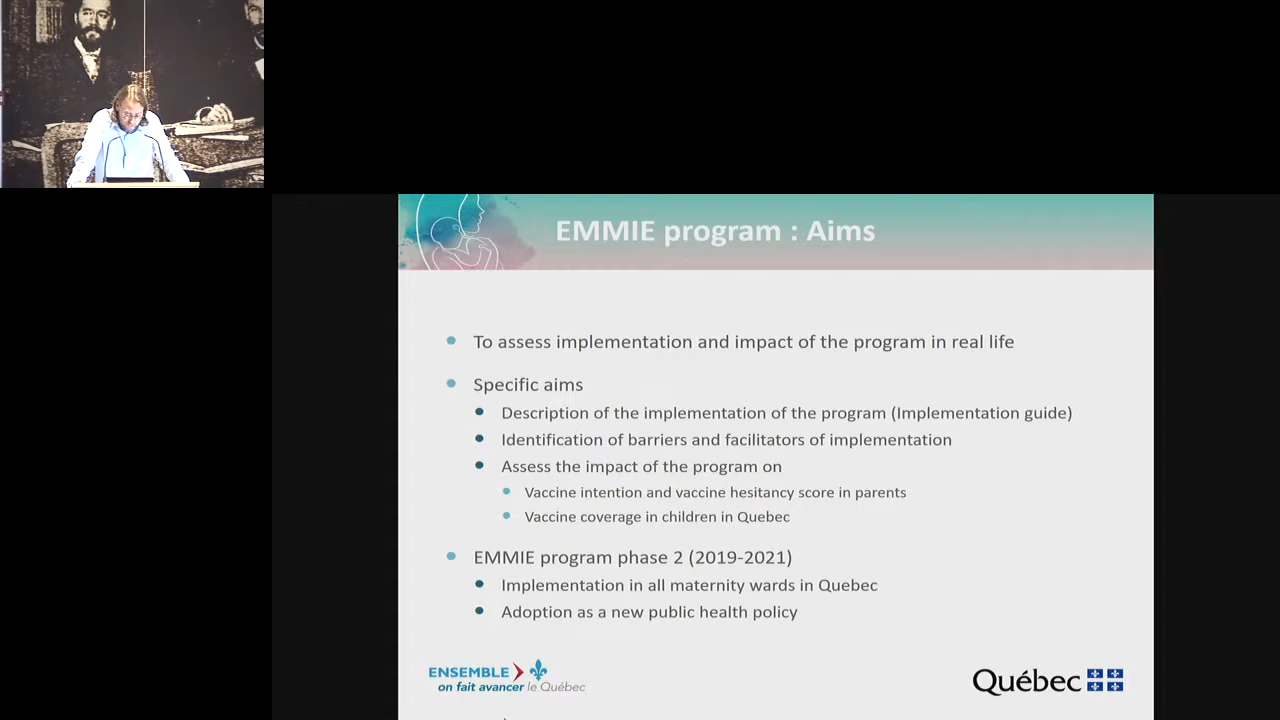 EMMIE program : Aims
To assess implementation and impact of the program in real life
Specific aims
Description of the implementation of the program (Implementation guide)
Identification of barriers and facilitators of implementation
Assess the impact of the program on
Vaccine intention and vaccine hesitancy score in parents
Vaccine coverage in children in Quebec
EMMIE program phase 2 (2019-2021)
Implementation in all maternity wards in Quebec
Adoption as a new public health policy
ENSEMBLE
on fait avancer le Québec
Québec